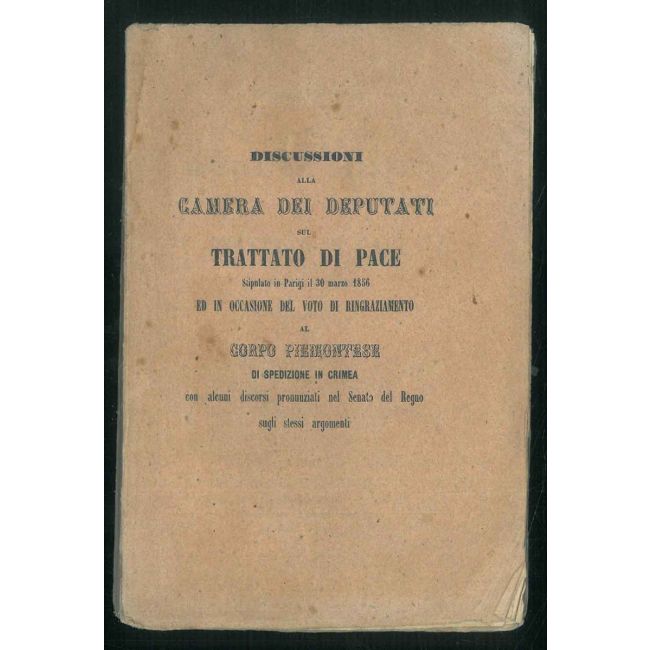 DISCUSSIONI
ALLA
CAMERA DEI DEPUTATI
SUL
TRATTATO DI PACE
Stipulato in Parigi il 30 marzo 1856
ED IN OCCASIONE DEL VOTO DI RINGRAZIAMENTO
AL
CORPO PIEMONTESE
DI SPEDIZIONE IN CRIMEA
con alcuni discorsi pronunziati nel Senato del Regno
sugli stessi argomenti